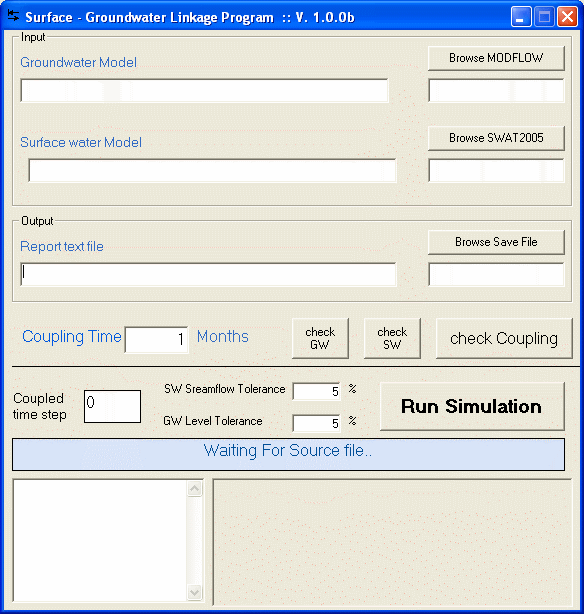 Surface - Groundwater Linkage Program :: V. 1.0.0b
Input
Groundwater Model
Browse MODFLOW
Surface water Model
Browse SWAT2005
Output
Report text file
Browse Save File
Coupling Time 1 Months
check GW
check SW
check Coupling
Coupled time step
0
SW Sreamflow Tolerance 5 %
GW Level Tolerance 5 %
Run Simulation
Waiting For Source file..